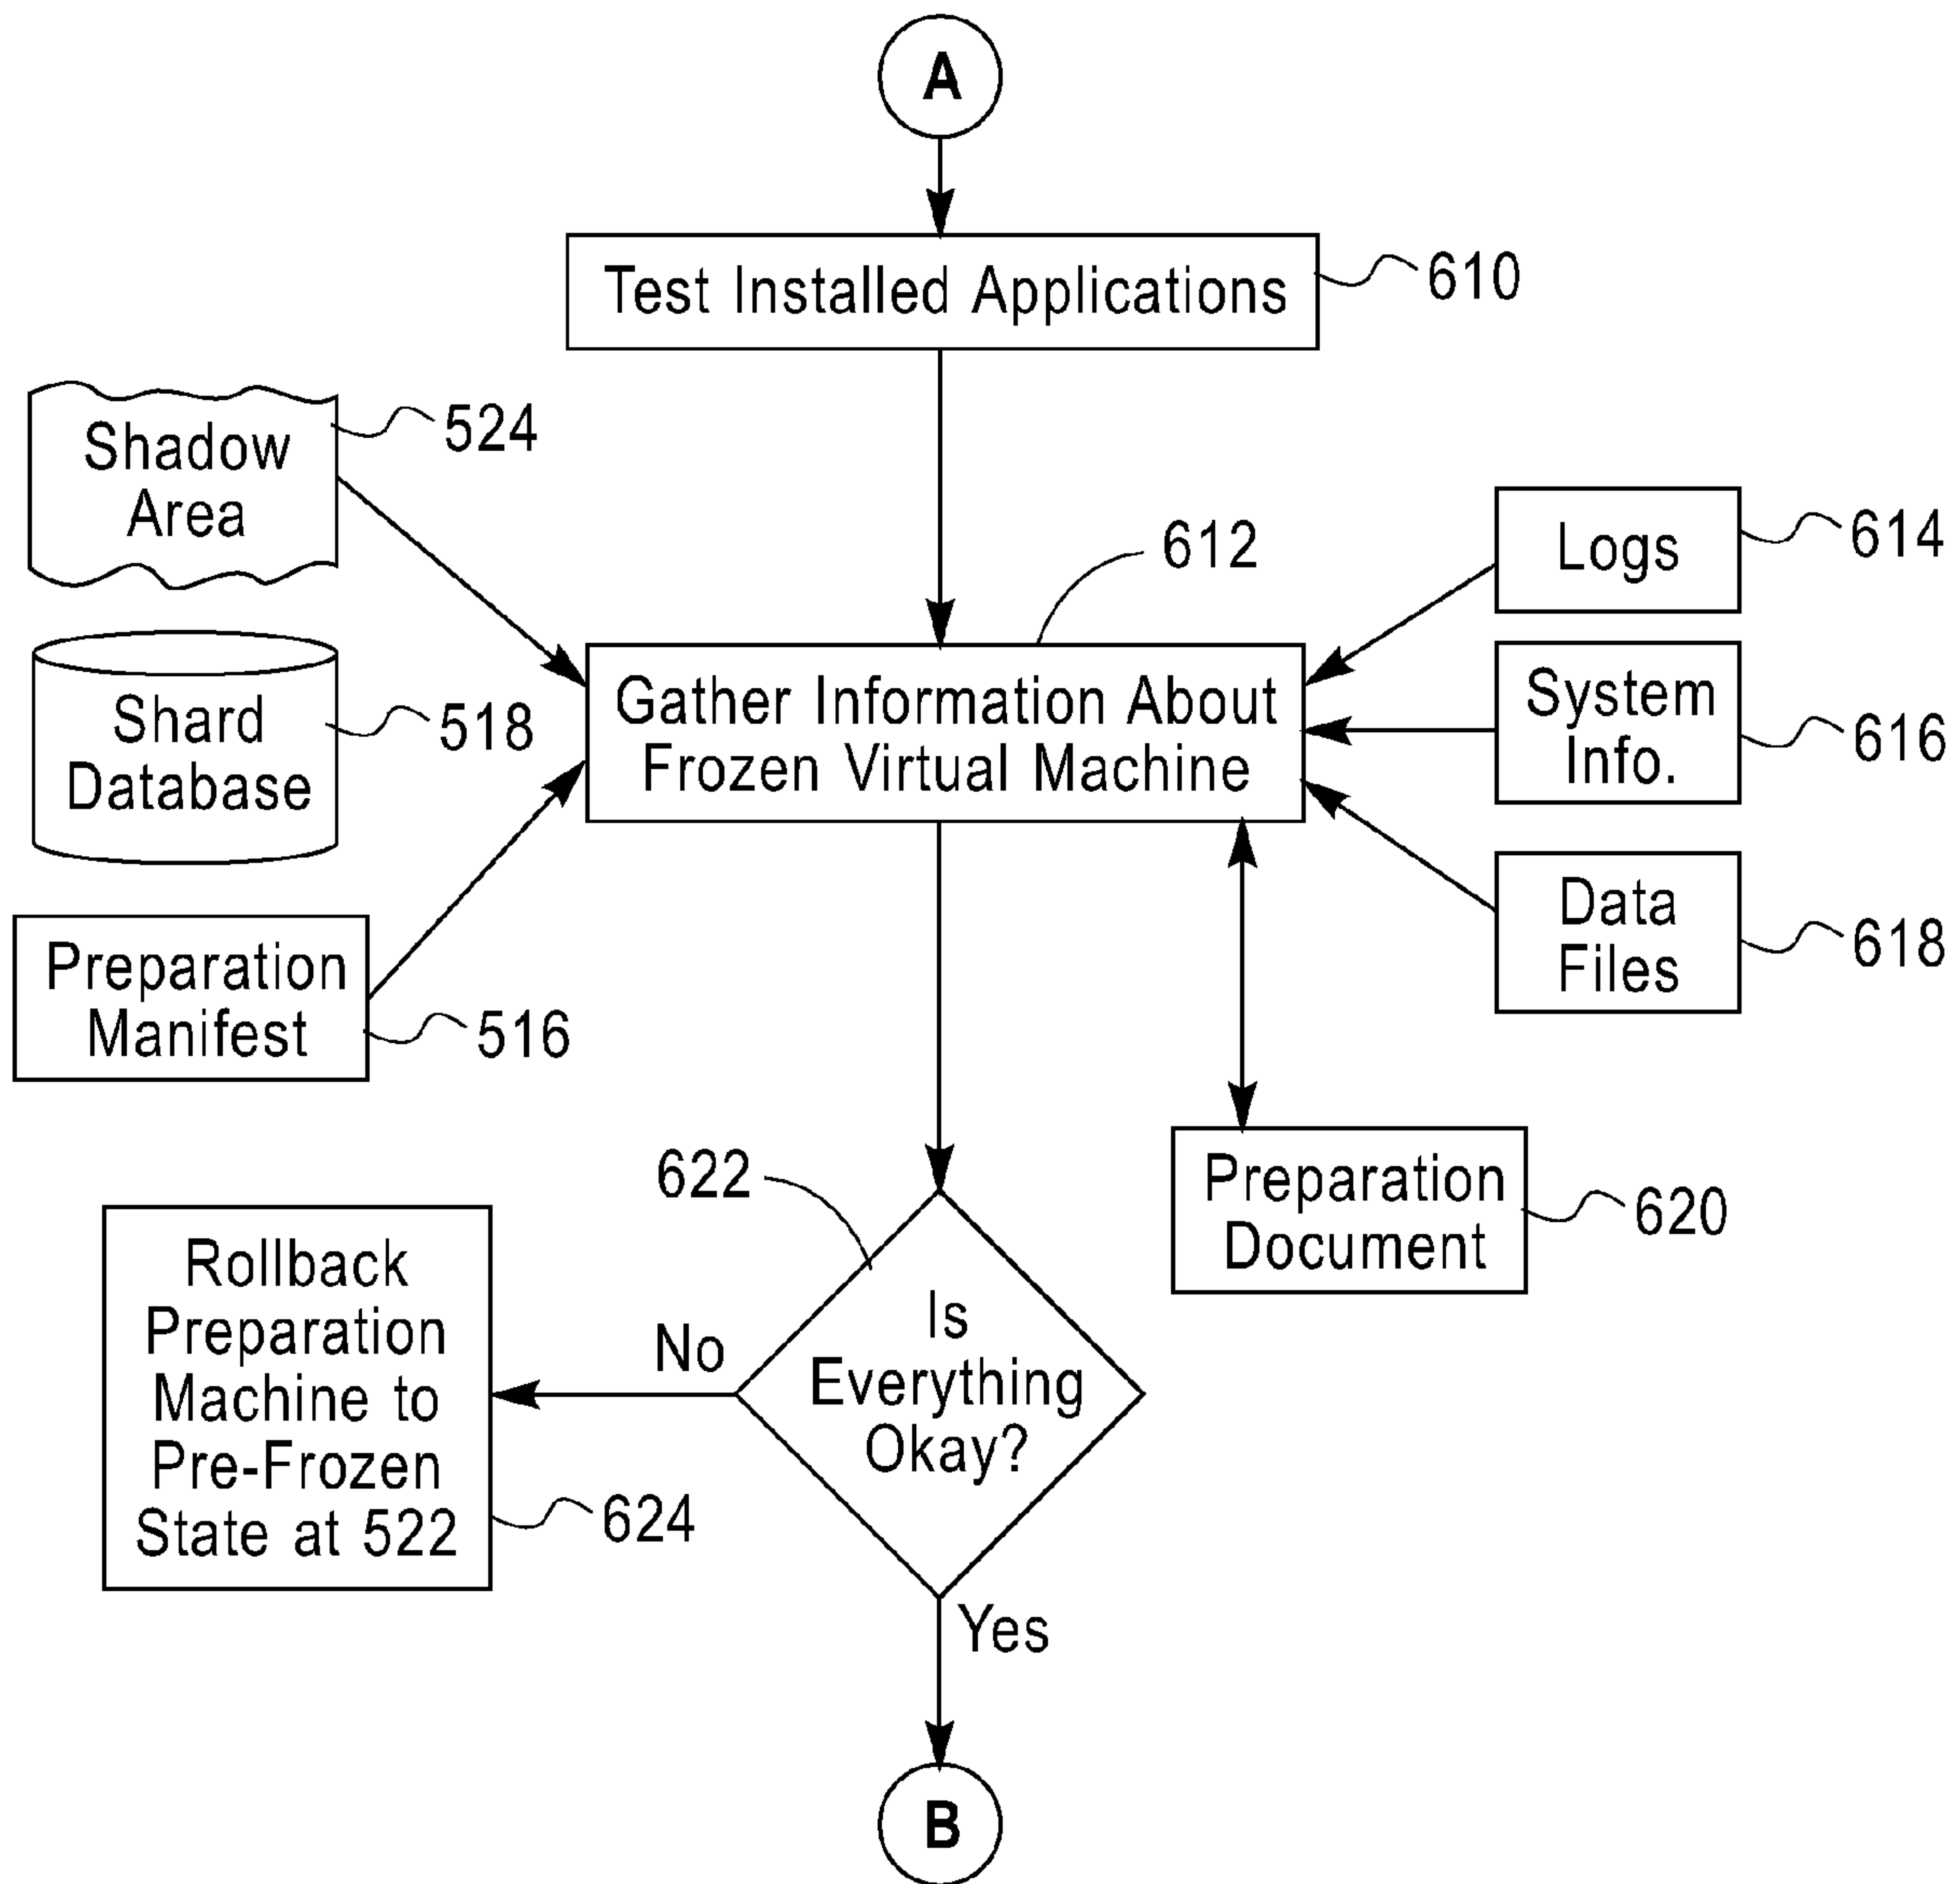 A
Test Installed Applications
610
Shadow
Area
524
612
Logs
614
Gather Information About
Frozen Virtual Machine
Shard
Database
518
System
Info.
616
Preparation
Manifest
516
Data
Files
618
Preparation
Document
620
622
Is
Everything
Okay?
No
Rollback
Preparation
Machine to
Pre-Frozen
State at 522
624
Yes
B